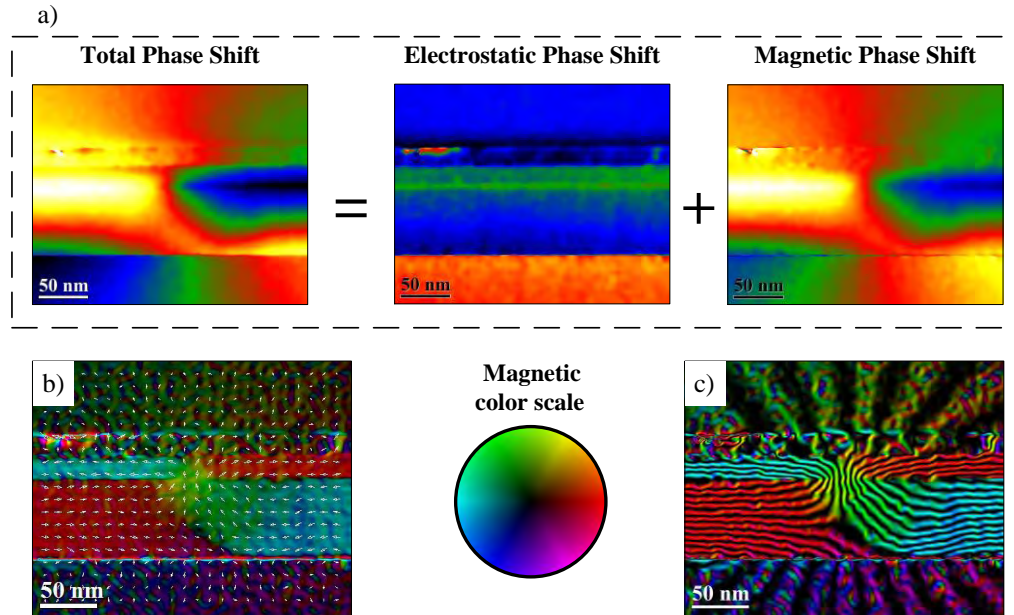 a)
Total Phase Shift
Electrostatic Phase Shift
Magnetic Phase Shift
=
+
50 nm
50 nm
50 nm
b)
Magnetic
color scale
c)
50 nm
50 nm